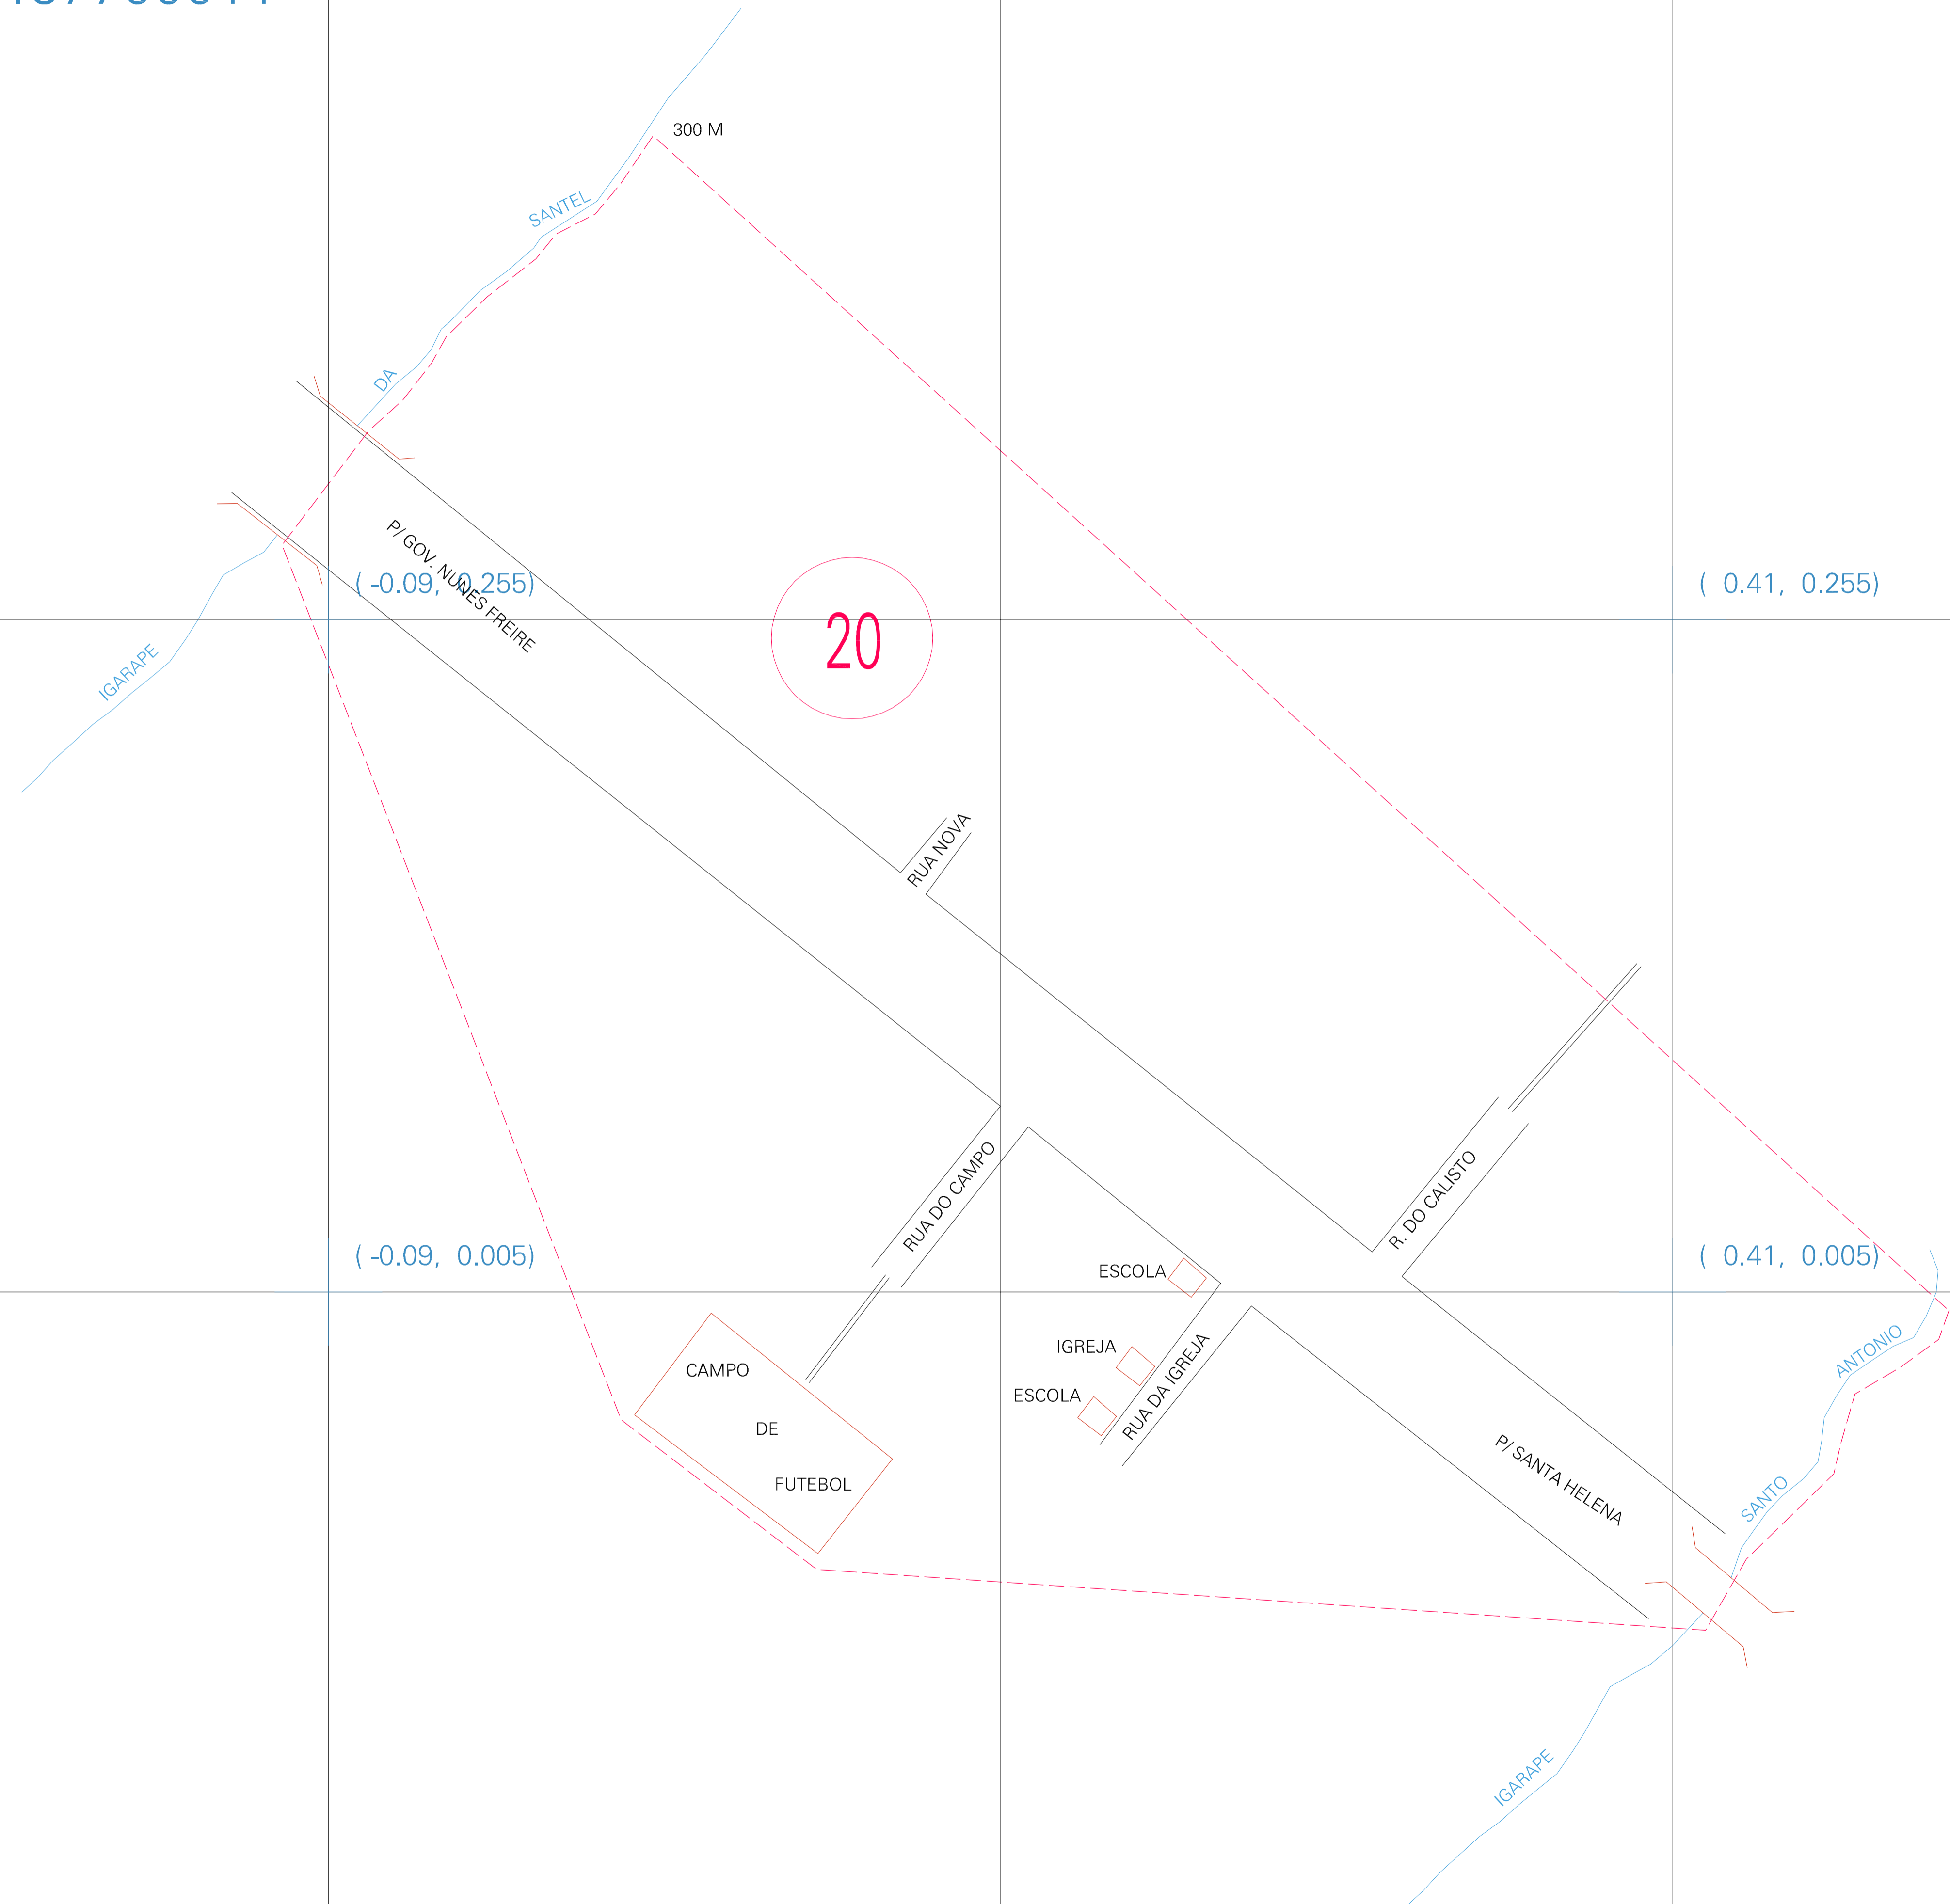 300 M
SANTEL
DA
IGARAPE
P/ GOV. NUNES FREIRE
( -0.09, 0.255)
( 0.41, 0.255)
20
RUA NOVA
RUA DO CAMPO
R. DO CALISTO
( -0.09, 0.005)
( 0.41, 0.005)
ESCOLA
IGREJA
ESCOLA
RUA DA IGREJA
CAMPO
DE
FUTEBOL
P/ SANTA HELENA
ANTONIO
SANTO
IGARAPE